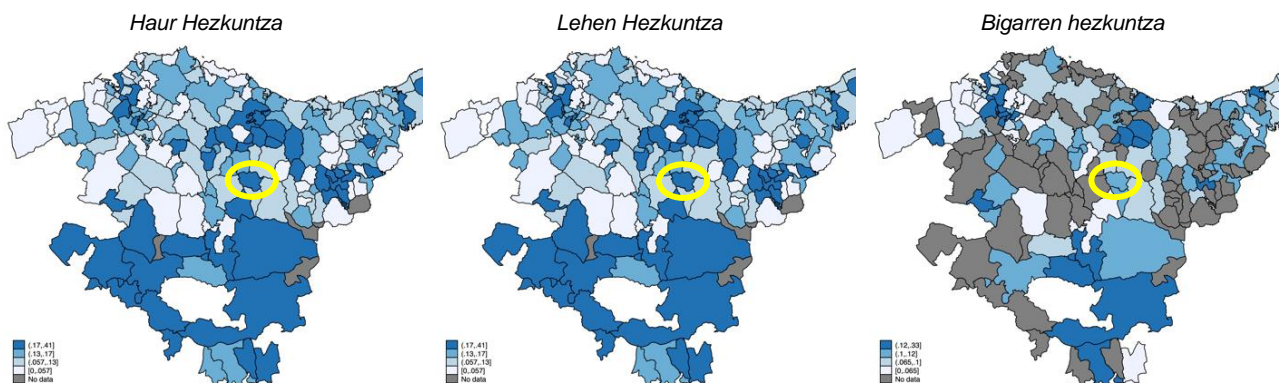 Haur Hezkuntza
Lehen Hezkuntza
Bigarren hezkuntza
(.17,.41]
(.13,.17]
(.057,.13]
[0,.057]
No data
(.17,.41]
(.13,.17]
(.057,.13]
[0,.057]
No data
(.12,.33]
(.1,.12]
(.065,.1]
[0,.065]
No data